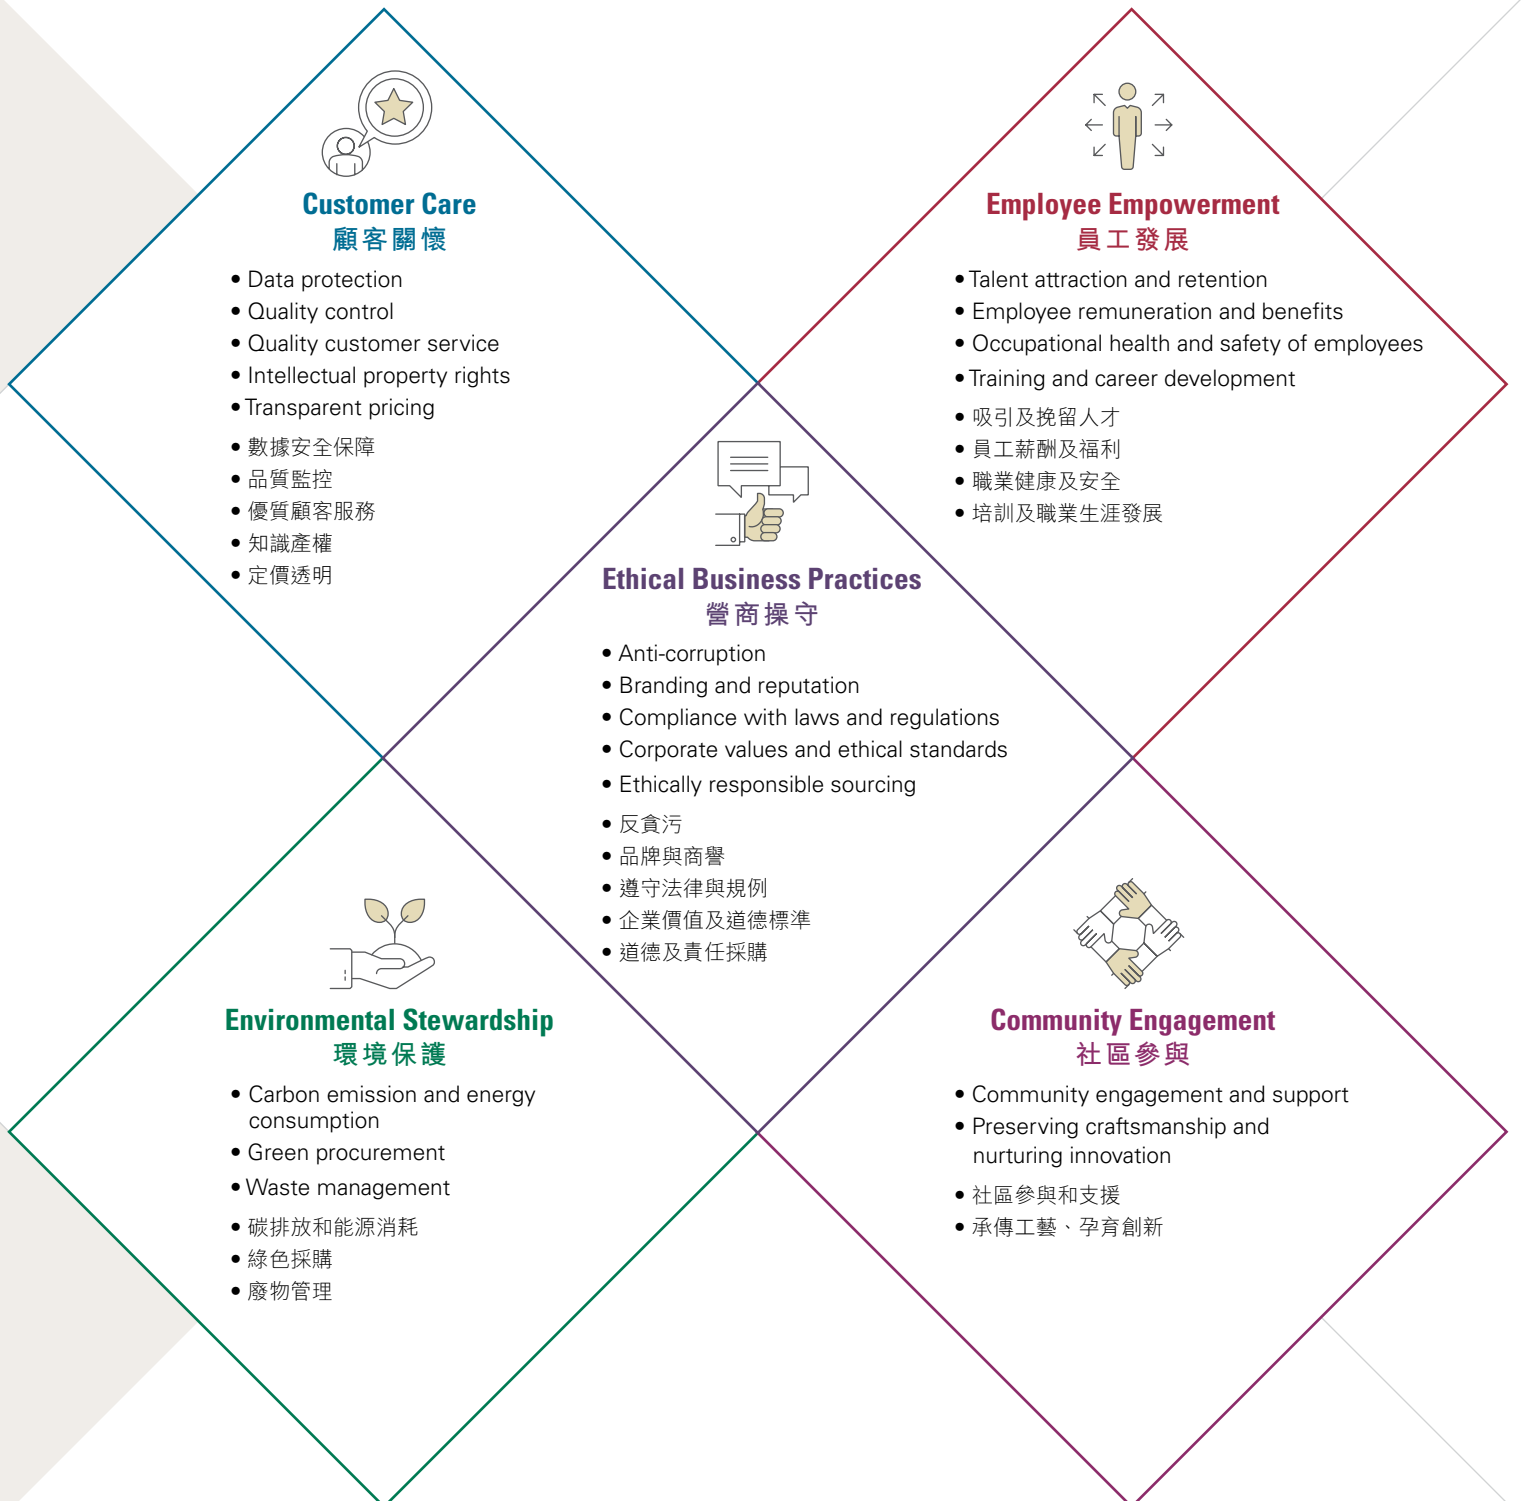 Customer Care
顧客關懷
• Data protection
• Quality control
• Quality customer service
• Intellectual property rights
• Transparent pricing
• 數據安全保障
• 品質監控
• 優質顧客服務
• 知識產權
• 定價透明
Employee Empowerment
員工發展
• Talent attraction and retention
• Employee remuneration and benefits
• Occupational health and safety of employees
• Training and career development
• 吸引及挽留人才
• 員工薪酬及福利
• 職業健康及安全
• 培訓及職業生涯發展
Ethical Business Practices
營商操守
• Anti-corruption
• Branding and reputation
• Compliance with laws and regulations
• Corporate values and ethical standards
• Ethically responsible sourcing
• 反貪污
• 品牌與商譽
• 遵守法律與規例
• 企業價值及道德標準
• 道德及責任採購
Environmental Stewardship
環境保護
• Carbon emission and energy
consumption
• Green procurement
• Waste management
• 碳排放和能源消耗
• 綠色採購
• 廢物管理
Community Engagement
社區參與
• Community engagement and support
• Preserving craftsmanship and
nurturing innovation
• 社區參與和支援
• 承傳工藝、孕育創新